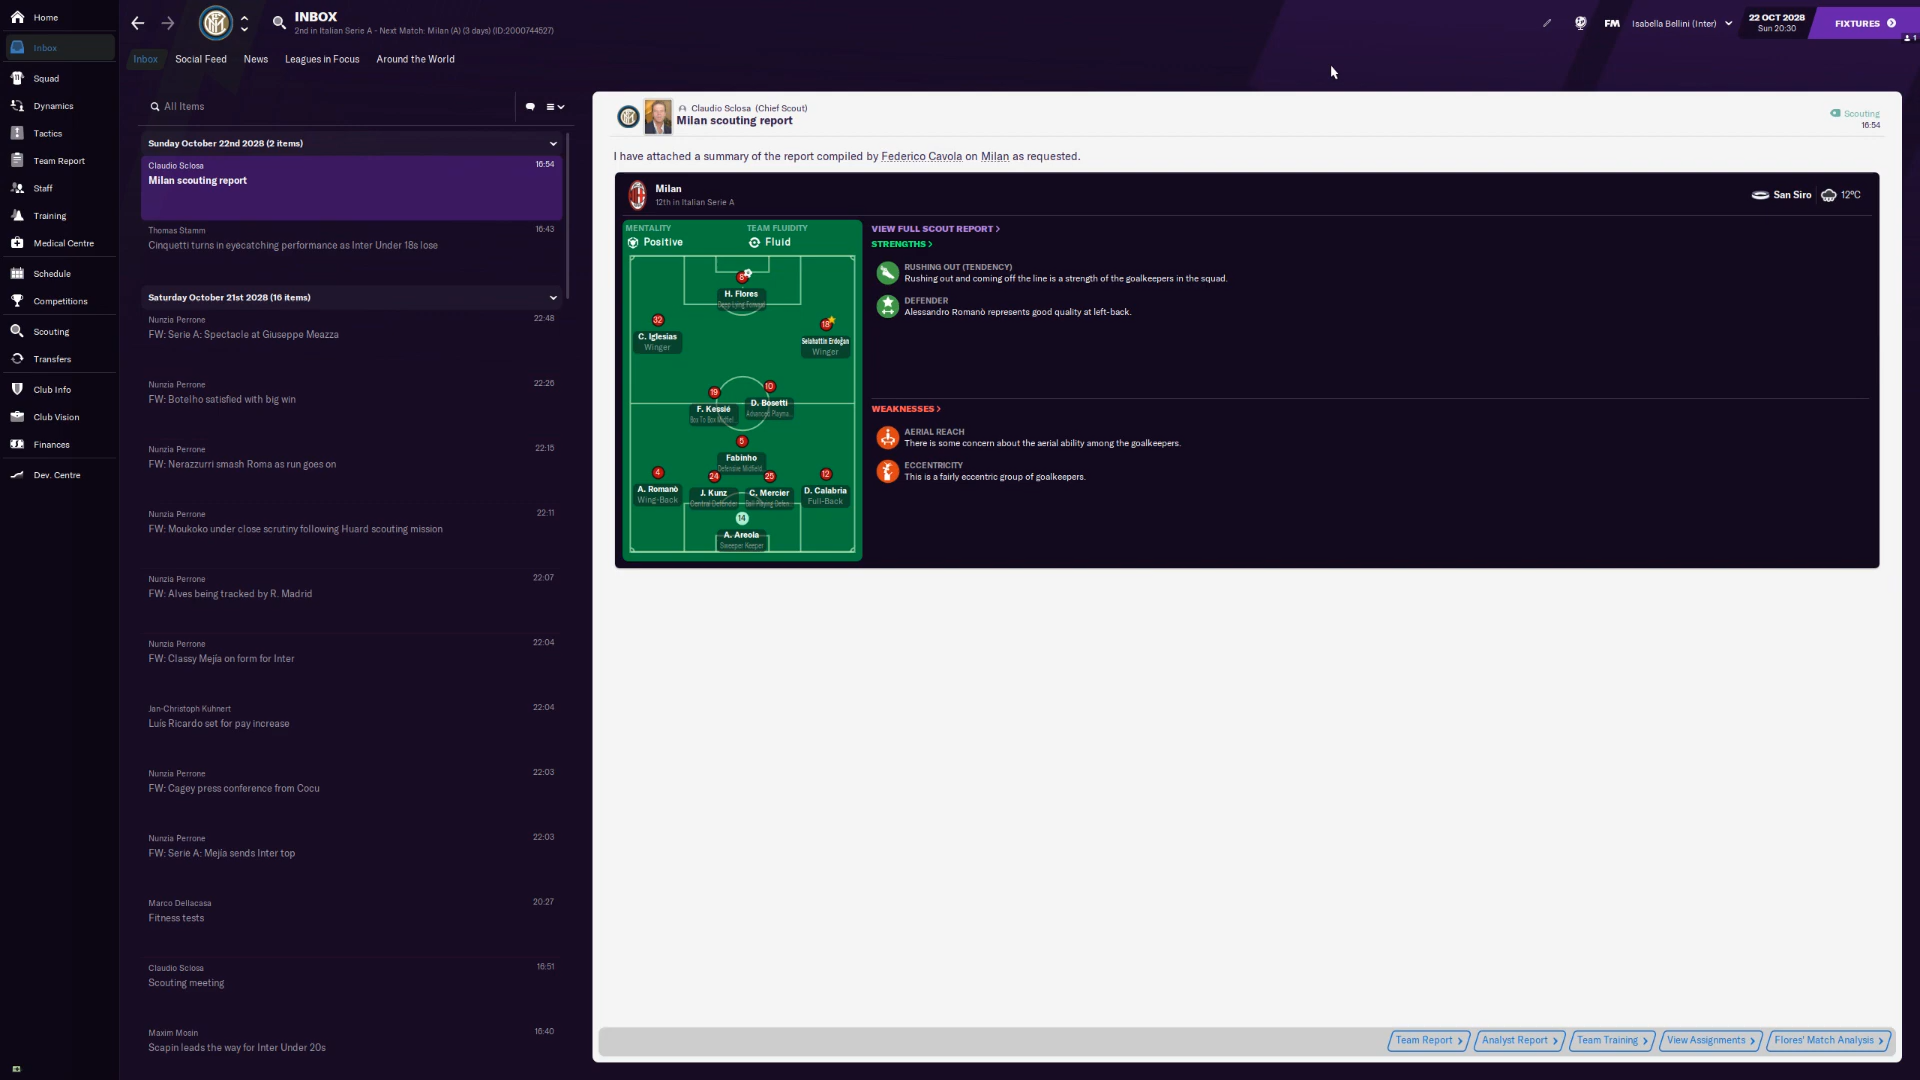 Home
Inbox
Squad
Dynamics
Tactics
Team Report
Staff
Training
Medical Centre
Schedule
Competitions
Scouting
Transfers
Club Info
Club Vision
Finances
Dev. Centre
INBOX
2nd in Italian Serie A - Next Match: Milan (A) (3 days) (ID:2000744527)
FM
Isabella Bellini (Inter)
22 OCT 2028
Sun 20:30
FIXTURES
1
Inbox
Social Feed
News
Leagues in Focus
Around the World
All Items
Sunday October 22nd 2028 (2 items)
Claudio Sclosa 16:54
Milan scouting report
Thomas Stamm 16:43
Cinquetti turns in eyecatching performance as Inter Under 18s lose
Saturday October 21st 2028 (16 items)
Nunzia Perrone 22:48
FW: Serie A: Spectacle at Giuseppe Meazza
Nunzia Perrone 22:26
FW: Botelho satisfied with big win
Nunzia Perrone 22:15
FW: Nerazzurri smash Roma as run goes on
Nunzia Perrone 22:11
FW: Moukoko under close scrutiny following Huard scouting mission
Nunzia Perrone 22:07
FW: Alves being tracked by R. Madrid
Nunzia Perrone 22:04
FW: Classy Mejía on form for Inter
Jan-Christoph Kuhnert 22:04
Luís Ricardo set for pay increase
Nunzia Perrone 22:03
FW: Cagey press conference from Cocu
Nunzia Perrone 22:03
FW: Serie A: Mejía sends Inter top
Marco Dellacasa 20:27
Fitness tests
Claudio Sclosa 16:51
Scouting meeting
Maxim Mosin 16:40
Scapin leads the way for Inter Under 20s
Claudio Sclosa (Chief Scout)
Milan scouting report
Scouting
16:54
I have attached a summary of the report compiled by Federico Cavola on Milan as requested.
Milan
12th in Italian Serie A
San Siro 12°C
MENTALITY
Positive
TEAM FLUIDITY
Fluid
H. Flores
32
C. Iglesias
Winger
18
Selahattin Erdoğan
Winger
19
F. Kessié
10
D. Bosetti
5
Fabinho
4
A. Romanò
Wing-Back
24
J. Kunz
25
C. Mercier
12
D. Calabria
Full-Back
14
A. Areola
Sweeper Keeper
VIEW FULL SCOUT REPORT >
STRENGTHS >
RUSHING OUT (TENDENCY)
Rushing out and coming off the line is a strength of the goalkeepers in the squad.
DEFENDER
Alessandro Romanò represents good quality at left-back.
WEAKNESSES >
AERIAL REACH
There is some concern about the aerial ability among the goalkeepers.
ECCENTRICITY
This is a fairly eccentric group of goalkeepers.
Team Report >
Analyst Report >
Team Training >
View Assignments >
Flores' Match Analysis >